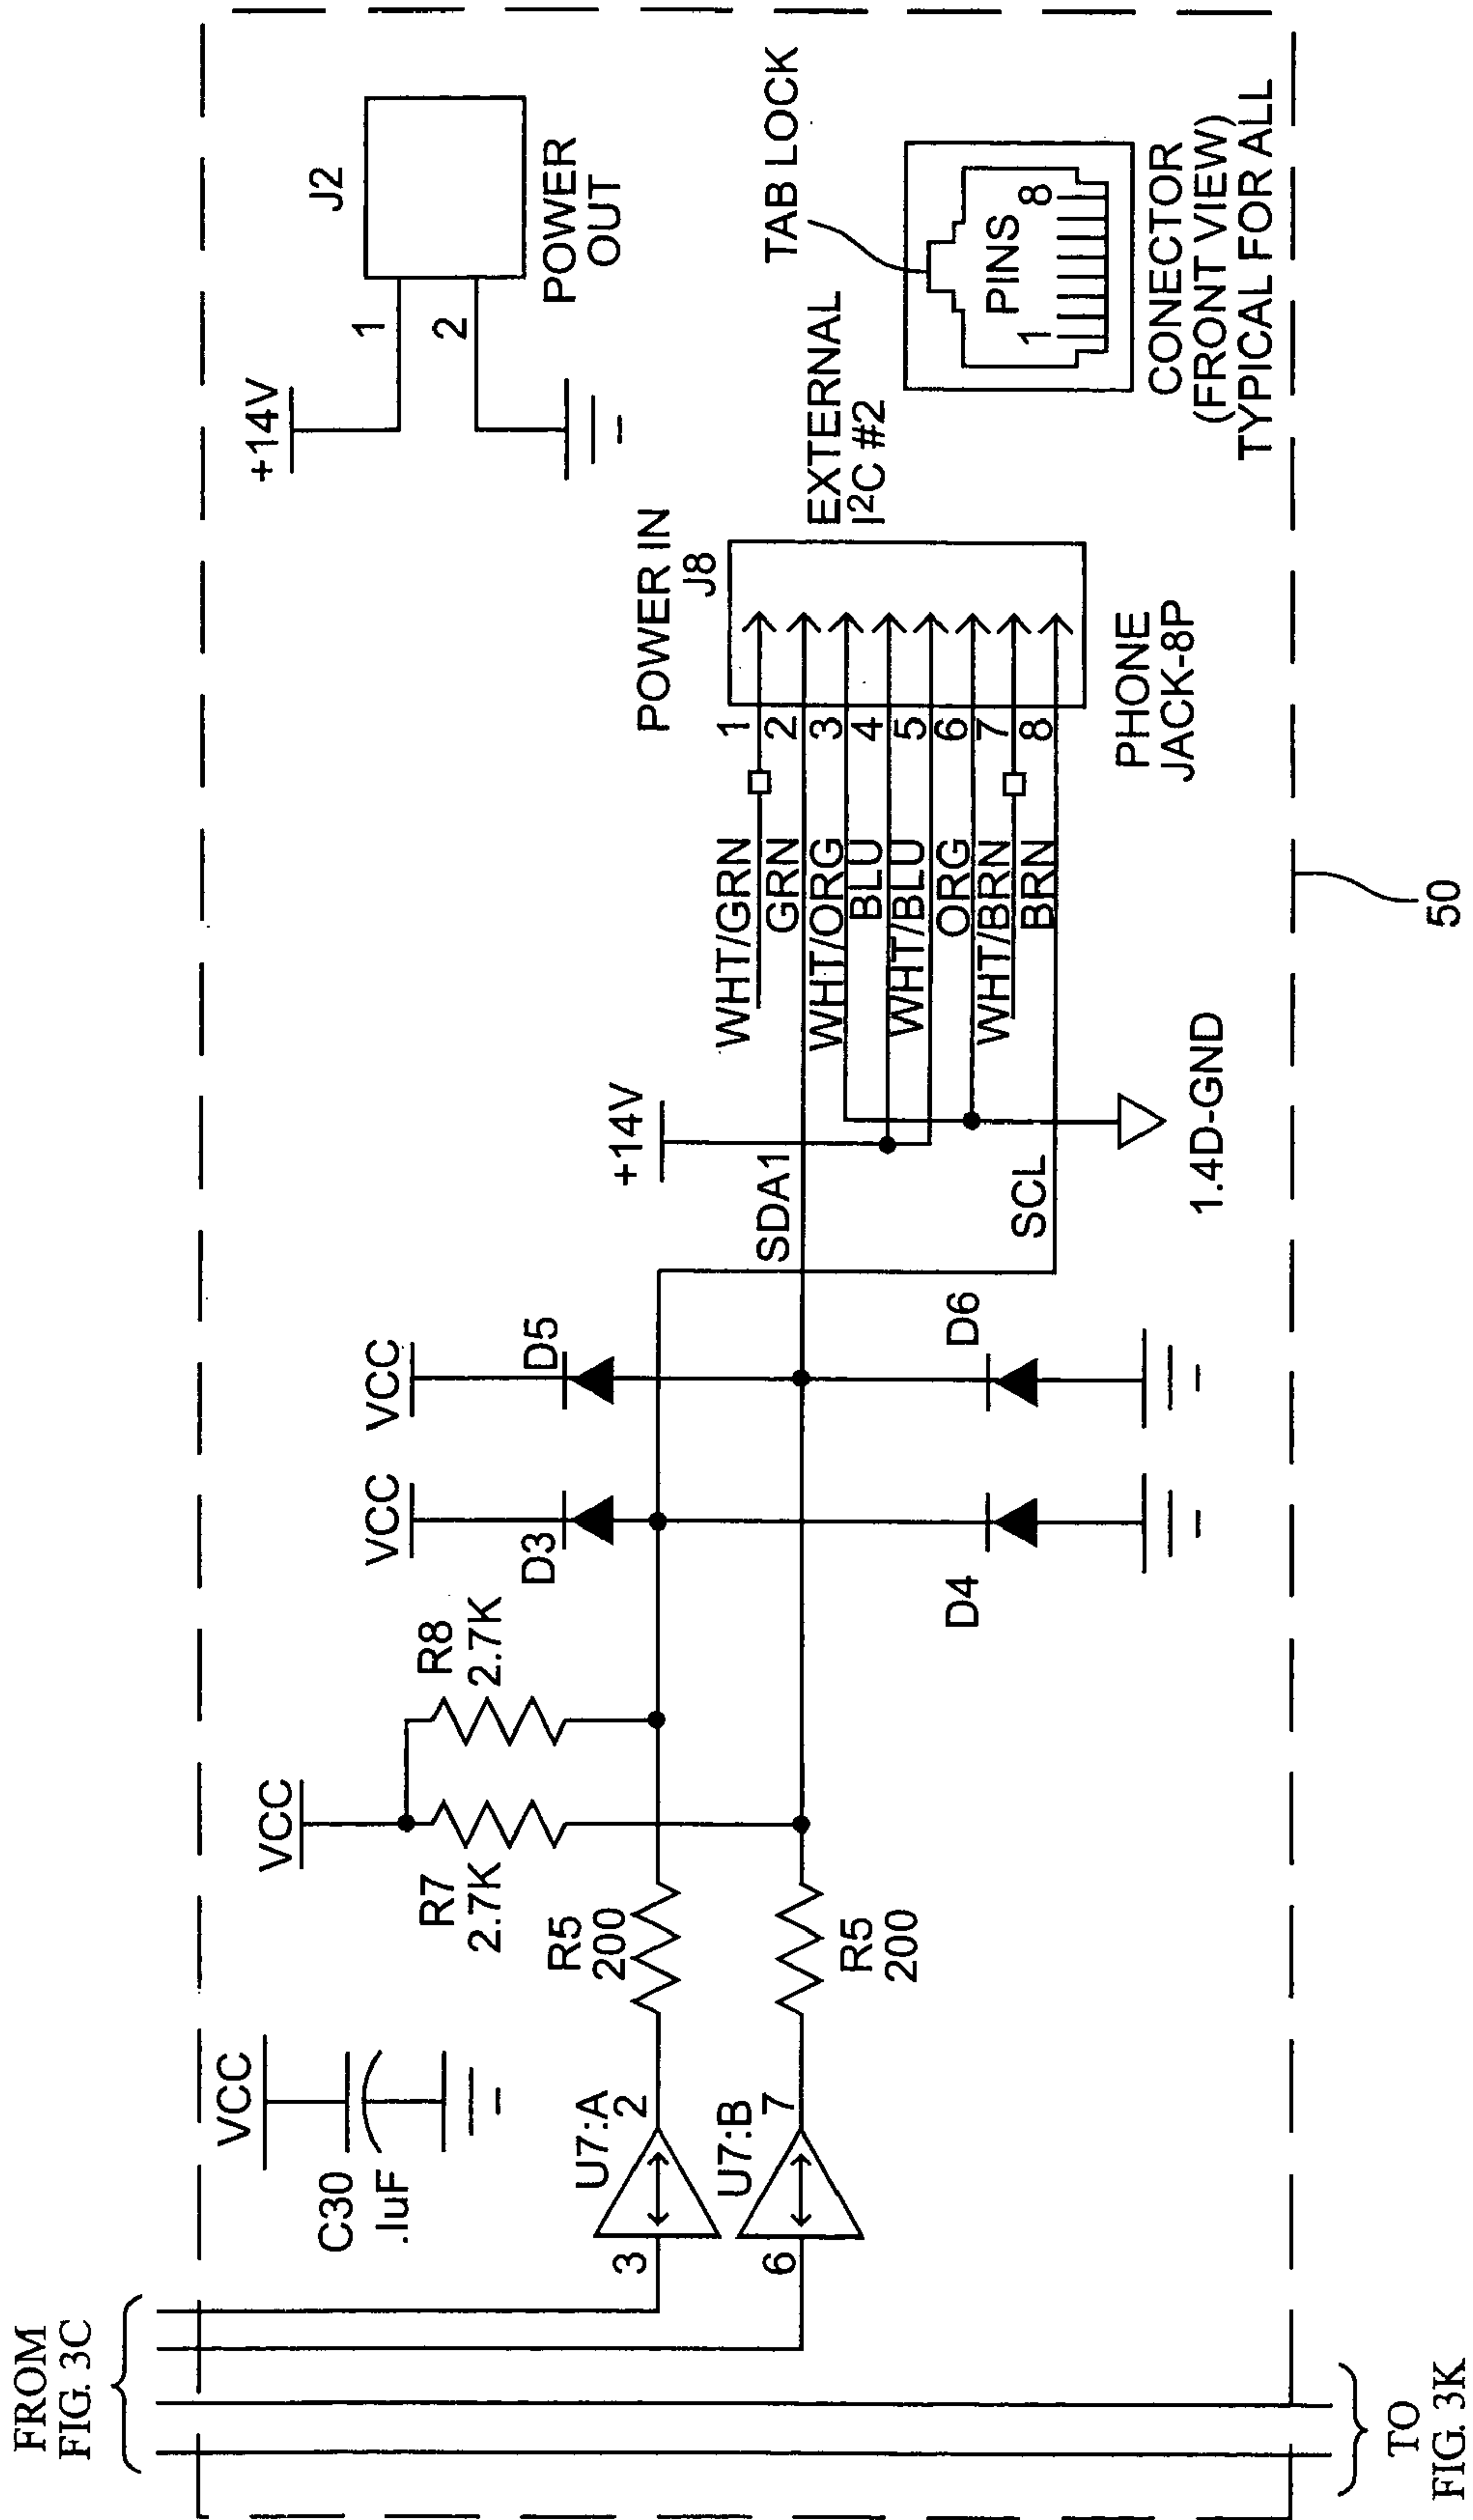 FROM
FIG. 3C
TO
FIG. 3K
VCC
C30
.IuF
U7:A
3
2
U7:B
6
7
VCC
R7
2.7K
R8
2.7K
R5
200
R5
200
VCC
D3
D4
VCC
D5
D6
+14V
SDA1
SCL
1.4D-GND
WHT/GRN
GRN
WHT/ORG
BLU
WHT/BLU
ORG
WHT/BRN
BRN
1
2
3
4
5
6
7
8
POWER IN
J8
EXTERNAL
I²C #2
PHONE
JACK-8P
+14V
1
2
J2
POWER
OUT
TAB LOCK
PINS
1
8
CONECTOR
(FRONT VIEW)
TYPICAL FOR ALL
50